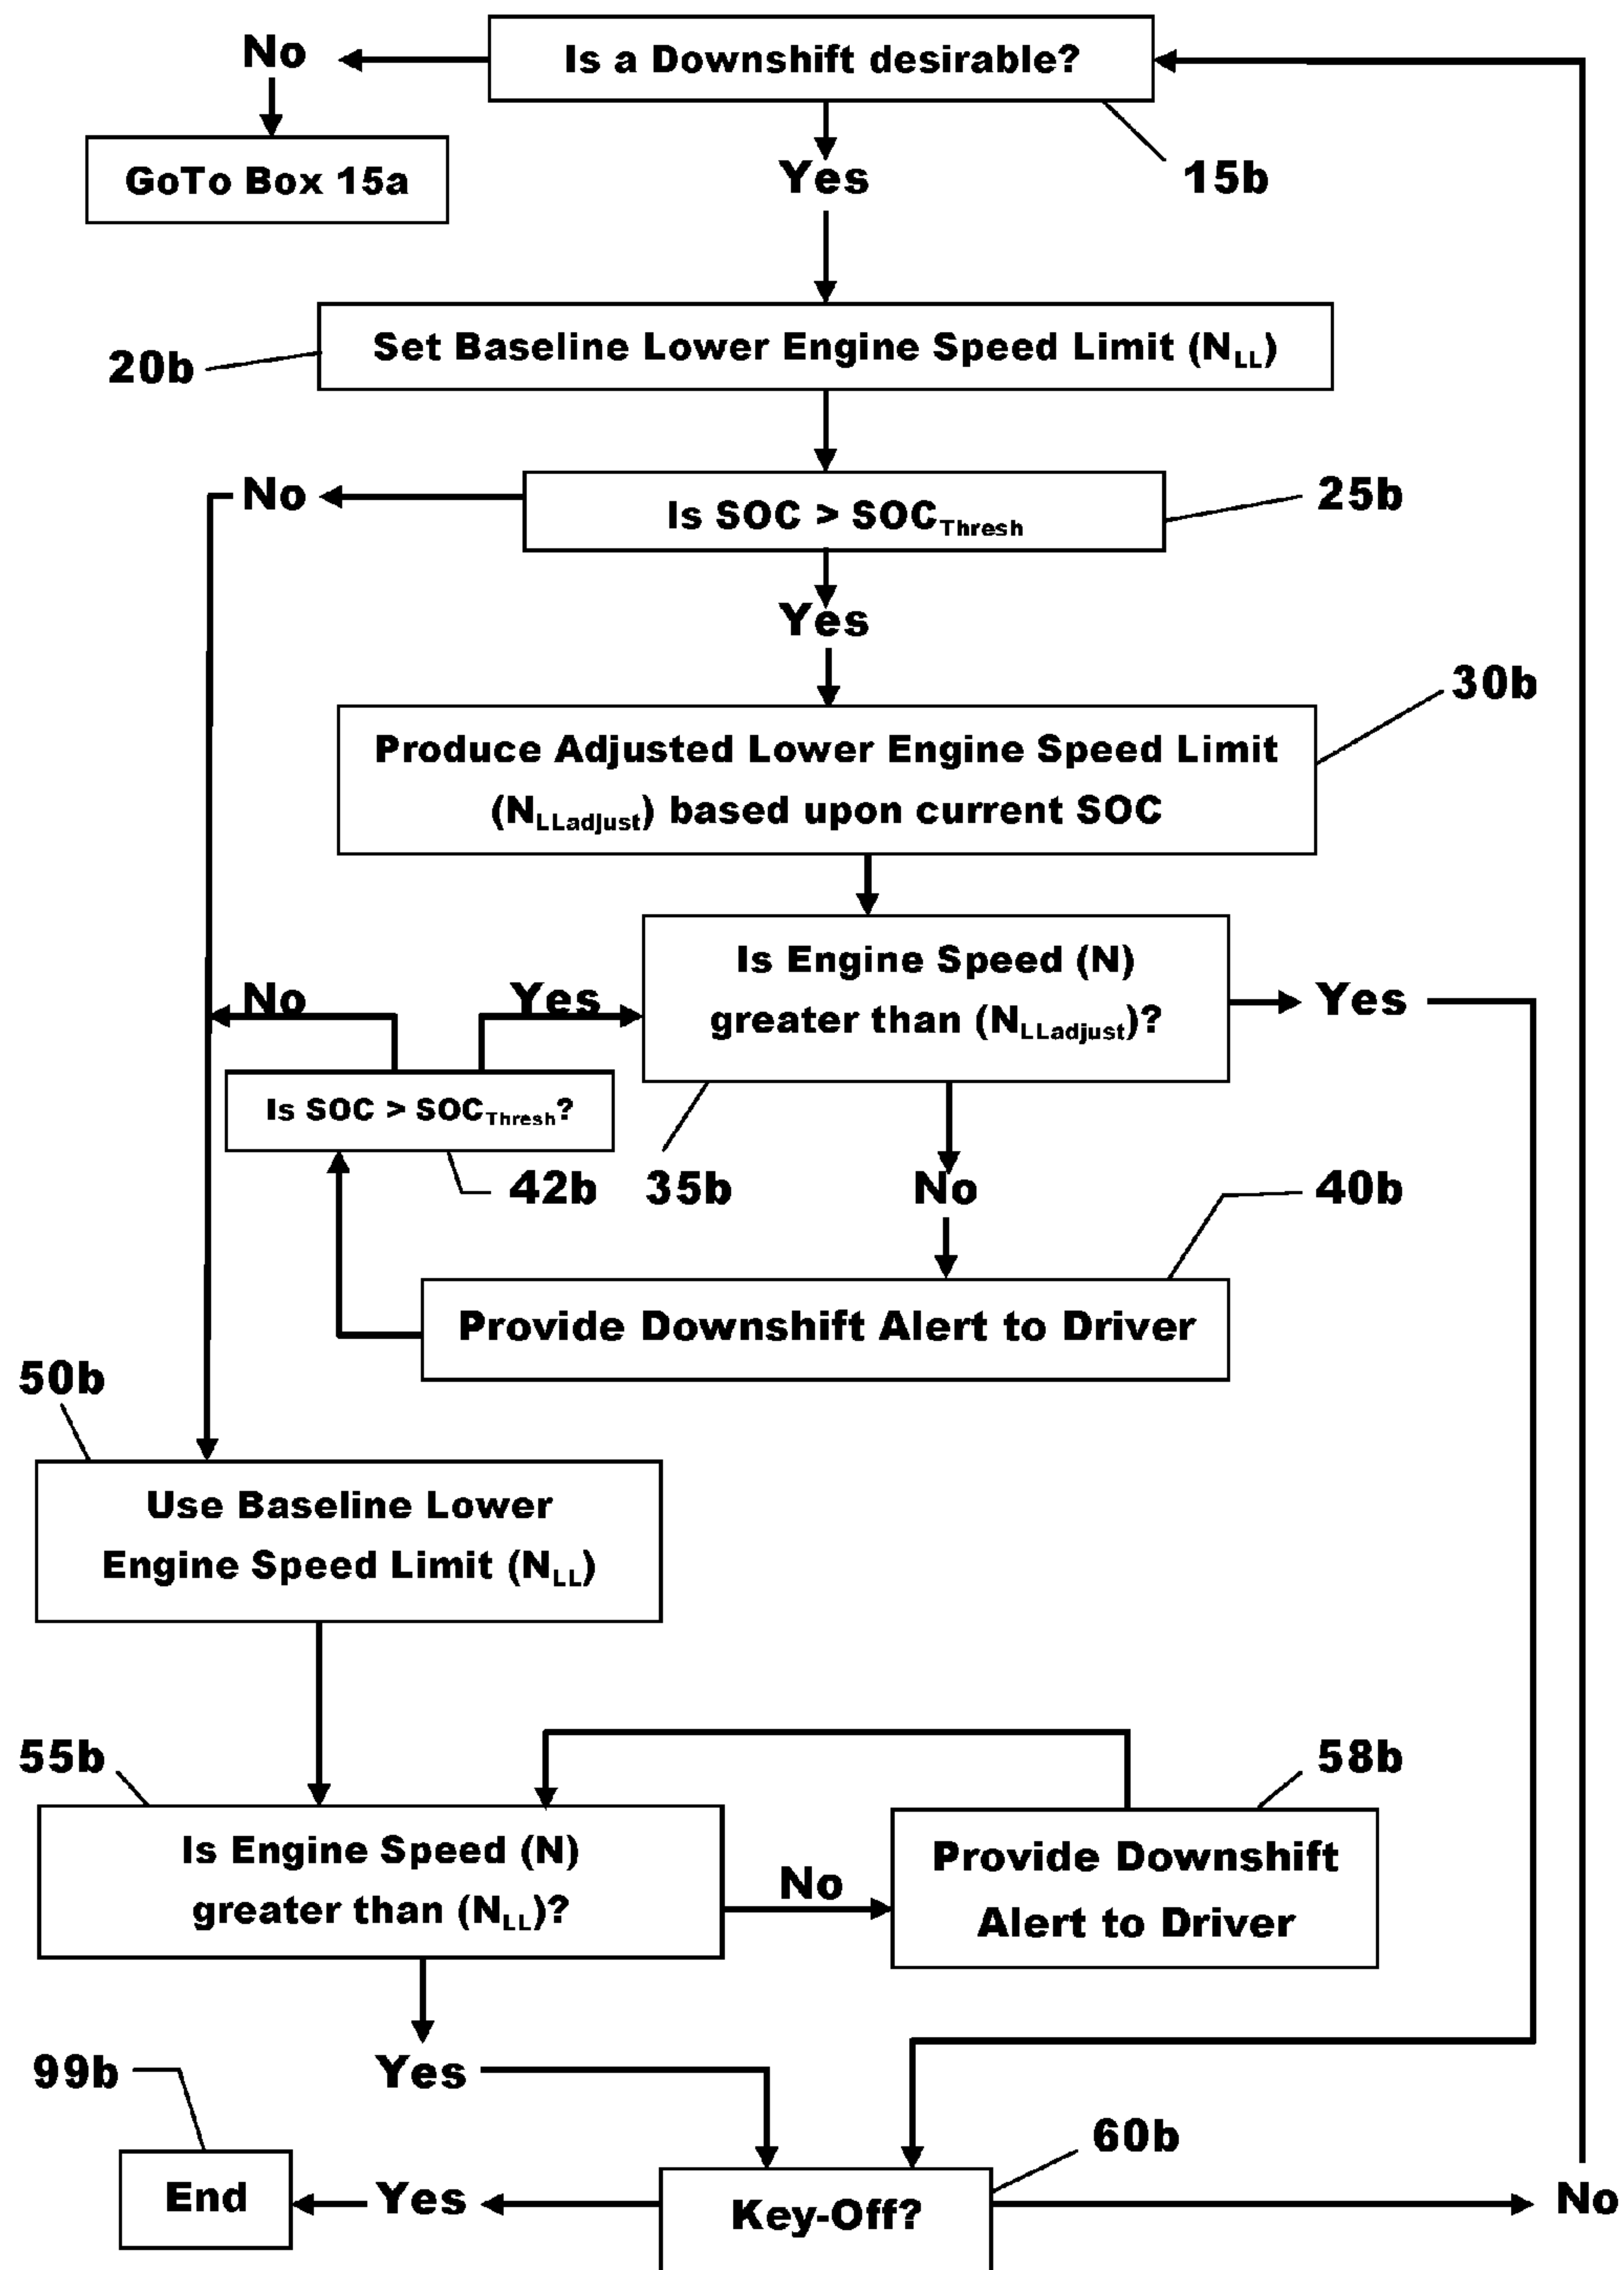 Is a Downshift desirable?
No
GoTo Box 15a
Yes
15b
Set Baseline Lower Engine Speed Limit (NLL)
20b
No
Is SOC > SOCThresh
25b
Yes
30b
Produce Adjusted Lower Engine Speed Limit
(NLLadjust) based upon current SOC
Is Engine Speed (N)
greater than (NLLadjust)?
No
Yes
Yes
Is SOC > SOCThresh?
42b
35b
No
40b
Provide Downshift Alert to Driver
50b
Use Baseline Lower
Engine Speed Limit (NLL)
55b
58b
Is Engine Speed (N)
greater than (NLL)?
No
Provide Downshift
Alert to Driver
Yes
99b
60b
End
Yes
Key-Off?
No